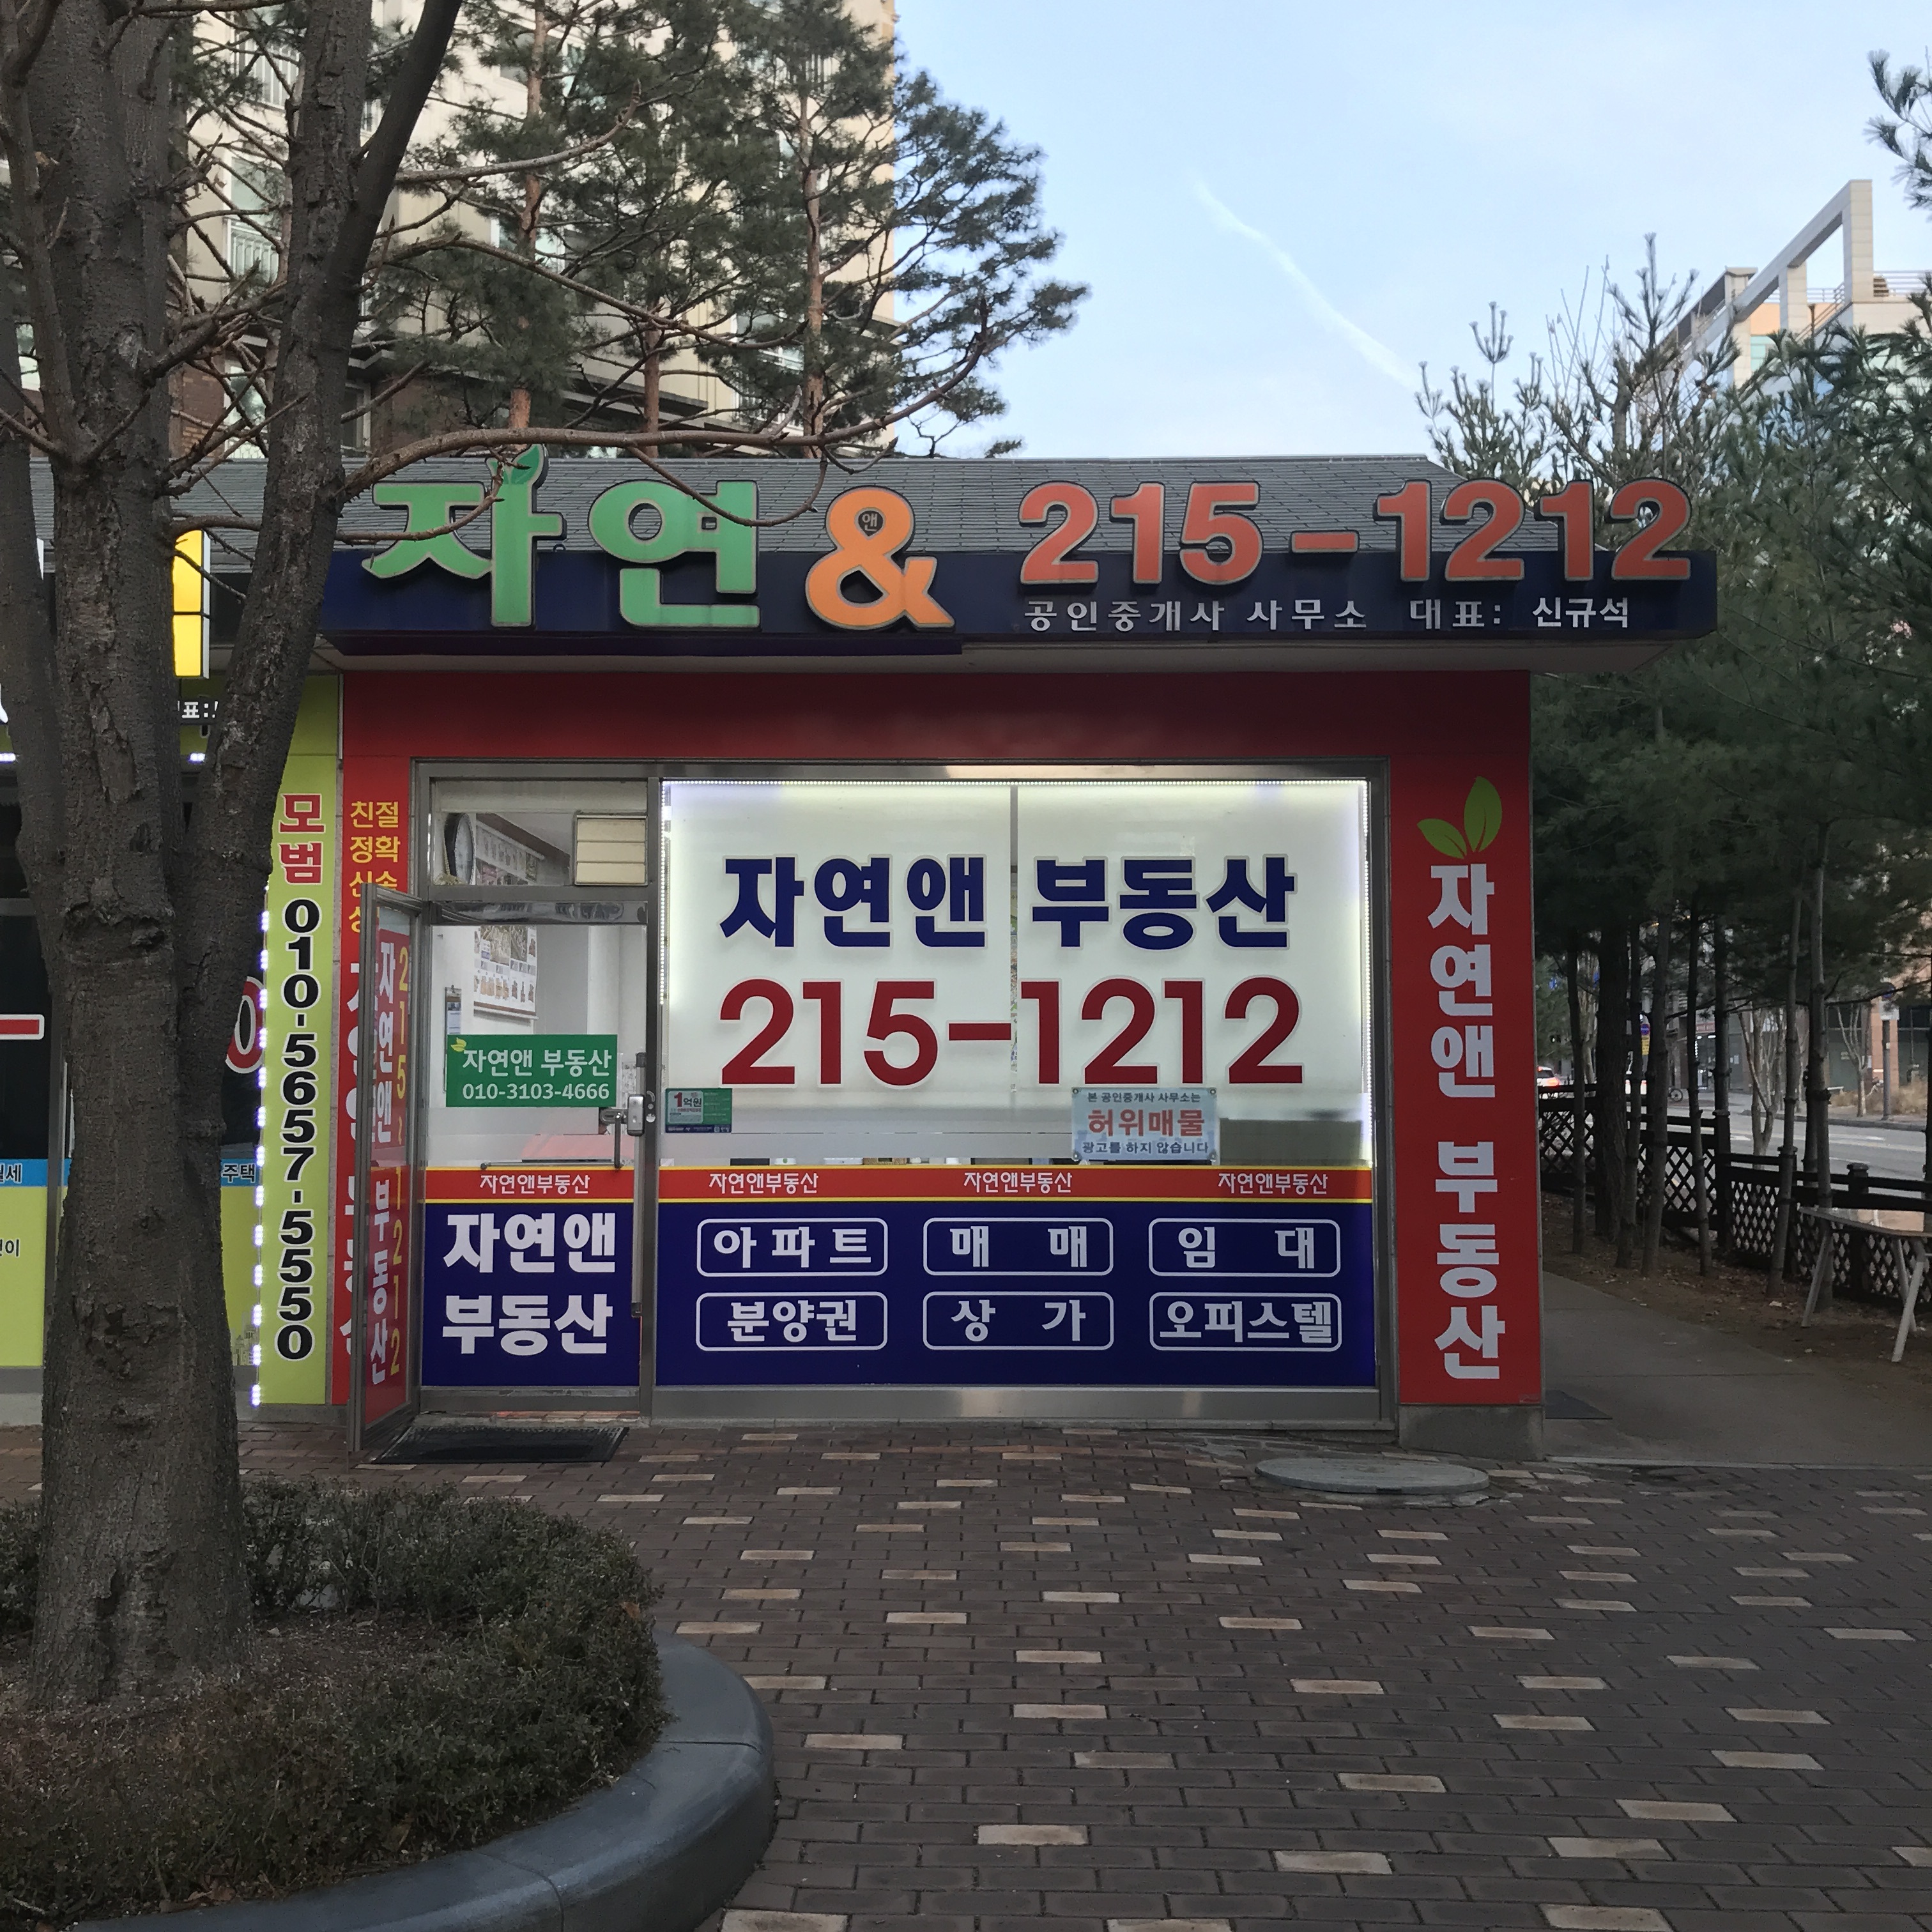 자연&
앤
215-1212
공인중개사 사무소 대표: 신규석
표:
모범 010-5657-5550
친절
정확
자연앤 부동산
215-1212
자연앤 부동산
215-1212
자연앤 부동산
010-3103-4666
1억원
본 공인중개사 사무소는
허위매물
광고를 하지 않습니다
자연앤부동산
자연앤부동산
자연앤부동산
자연앤부동산
자연앤
부동산
아파트 매매 임대
분양권 상가 오피스텔
자연앤 부동산
주택